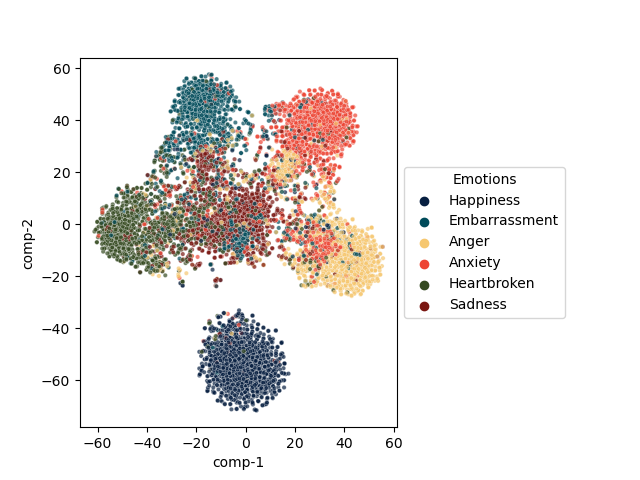 60
40
20
0
−20
−40
−60
comp-2
−60 −40 −20 0 20 40 60
comp-1
Emotions
Happiness
Embarrassment
Anger
Anxiety
Heartbroken
Sadness